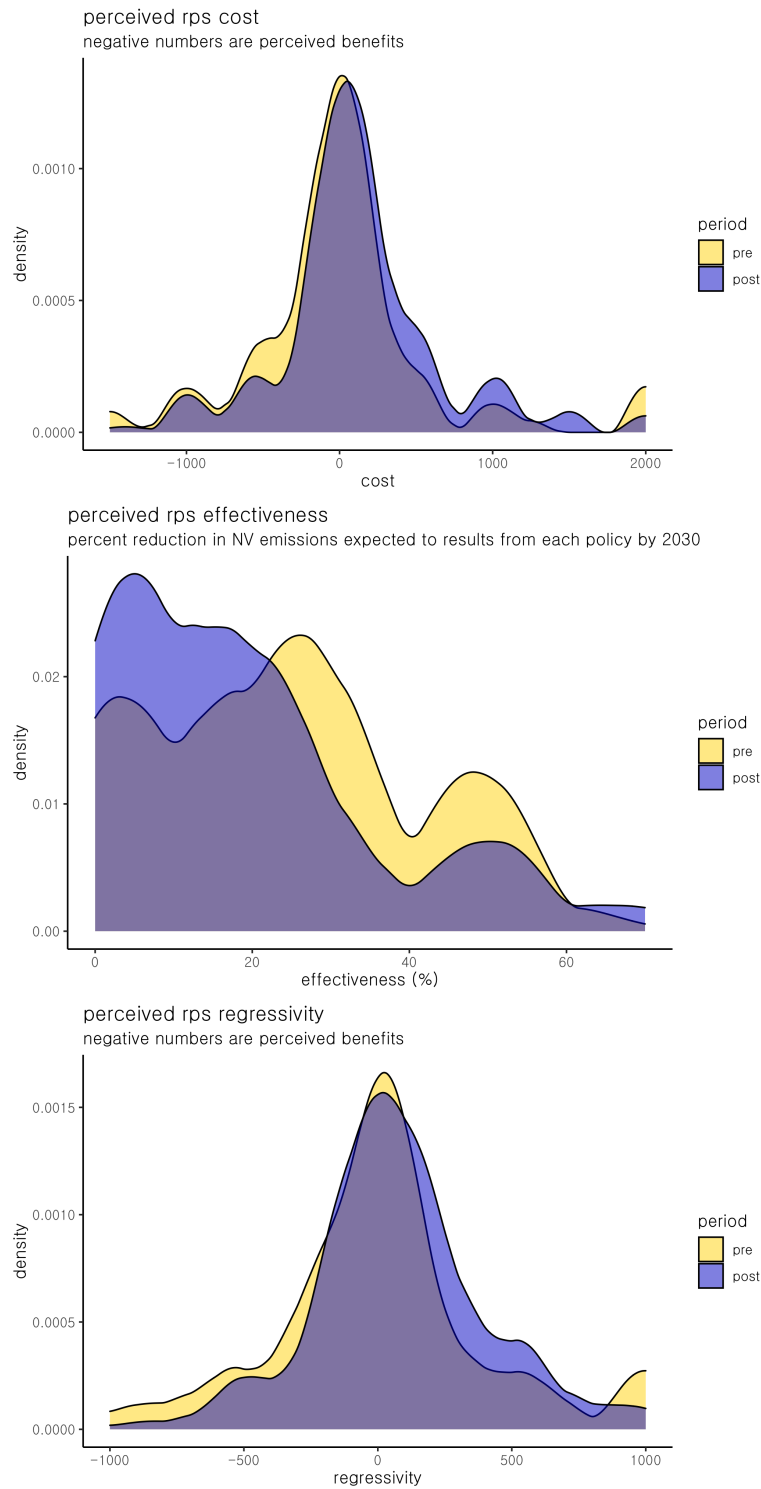 perceived rps cost
negative numbers are perceived benefits
density
0.0010
0.0005
0.0000
−1000 0 1000 2000
cost
period
pre
post
perceived rps effectiveness
percent reduction in NV emissions expected to results from each policy by 2030
density
0.02
0.01
0.00
0 20 40 60
effectiveness (%)
period
pre
post
perceived rps regressivity
negative numbers are perceived benefits
density
0.0015
0.0010
0.0005
0.0000
−1000 −500 0 500 1000
regressivity
period
pre
post